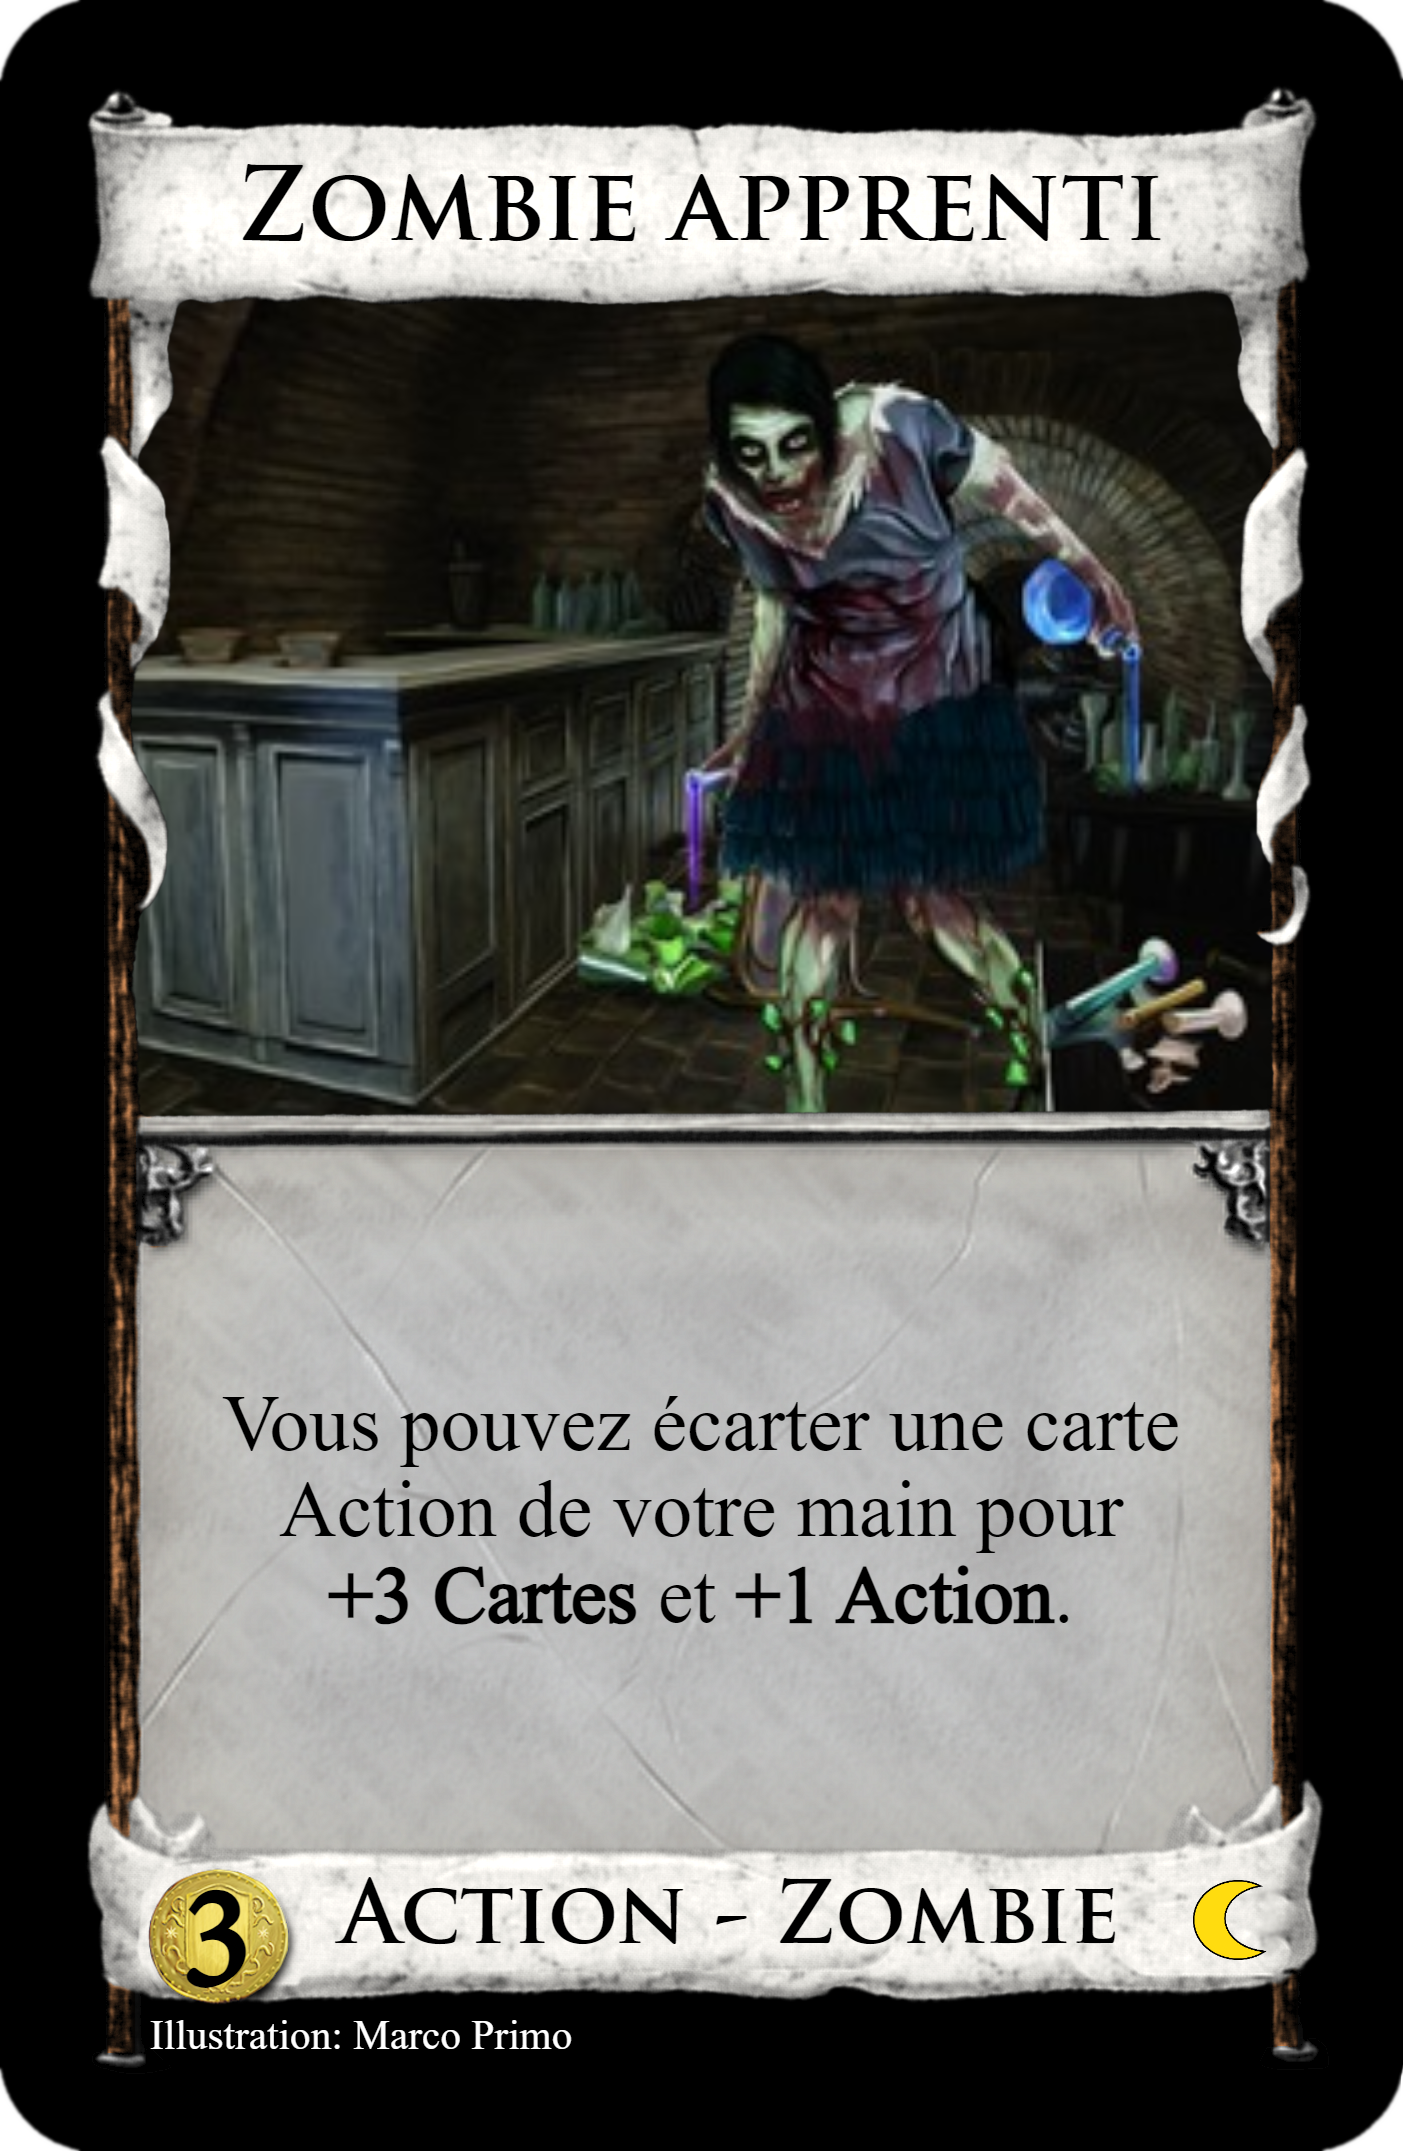 Zombie apprenti
Vous pouvez écarter une carte
Action de votre main pour
+3 Cartes et +1 Action.
3 Action - Zombie
Illustration: Marco Primo